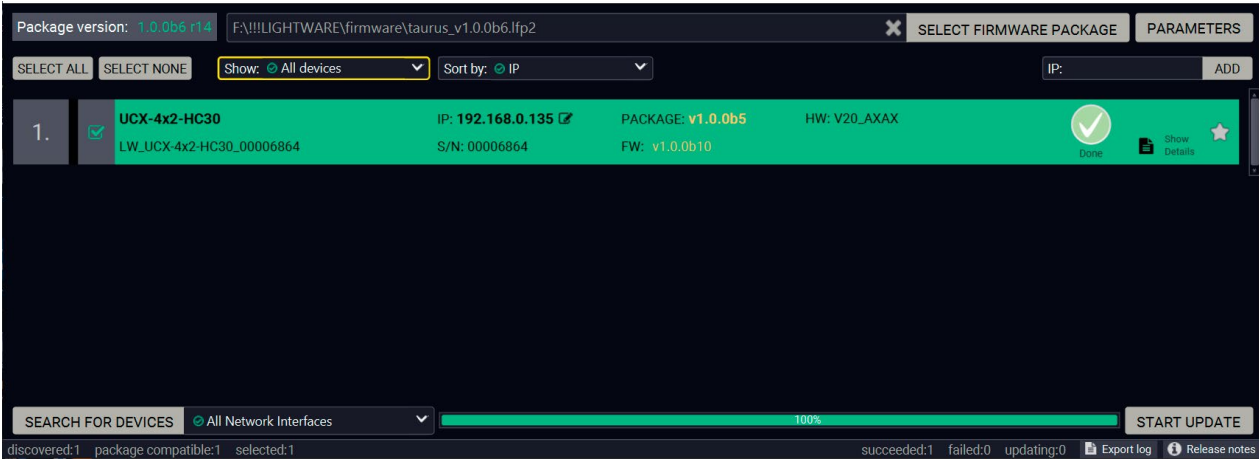 Package version: 1.0.0b6 r14 F:\!!!LIGHTWARE\firmware\taurus_v1.0.0b6.lfp2 SELECT FIRMWARE PACKAGE PARAMETERS
SELECT ALL SELECT NONE Show: All devices Sort by: IP IP: ADD
1. UCX-4x2-HC30 IP: 192.168.0.135 PACKAGE: v1.0.0b5 HW: V20_AXAX
LW_UCX-4x2-HC30_00006864 S/N: 00006864 FW: v1.0.0b10 Done Show Details
SEARCH FOR DEVICES All Network Interfaces 100% START UPDATE
discovered:1 package compatible:1 selected:1 succeeded:1 failed:0 updating:0 Export log Release notes